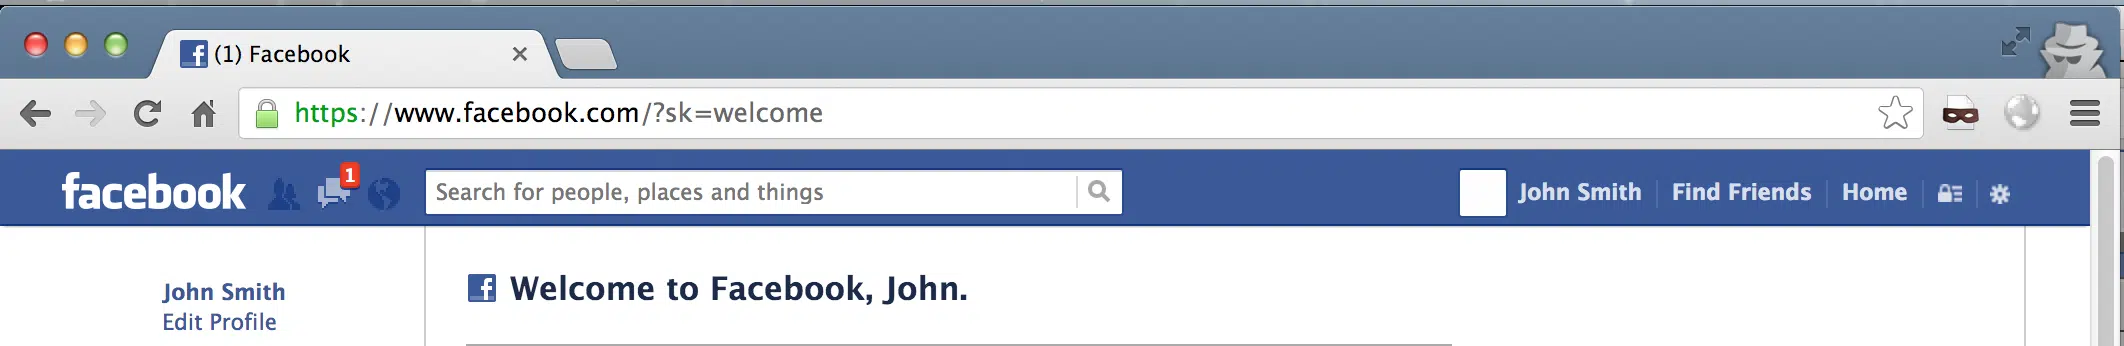 (1) Facebook
https://www.facebook.com/?sk=welcome
facebook 1 Search for people, places and things John Smith Find Friends Home
Welcome to Facebook, John.
John Smith
Edit Profile